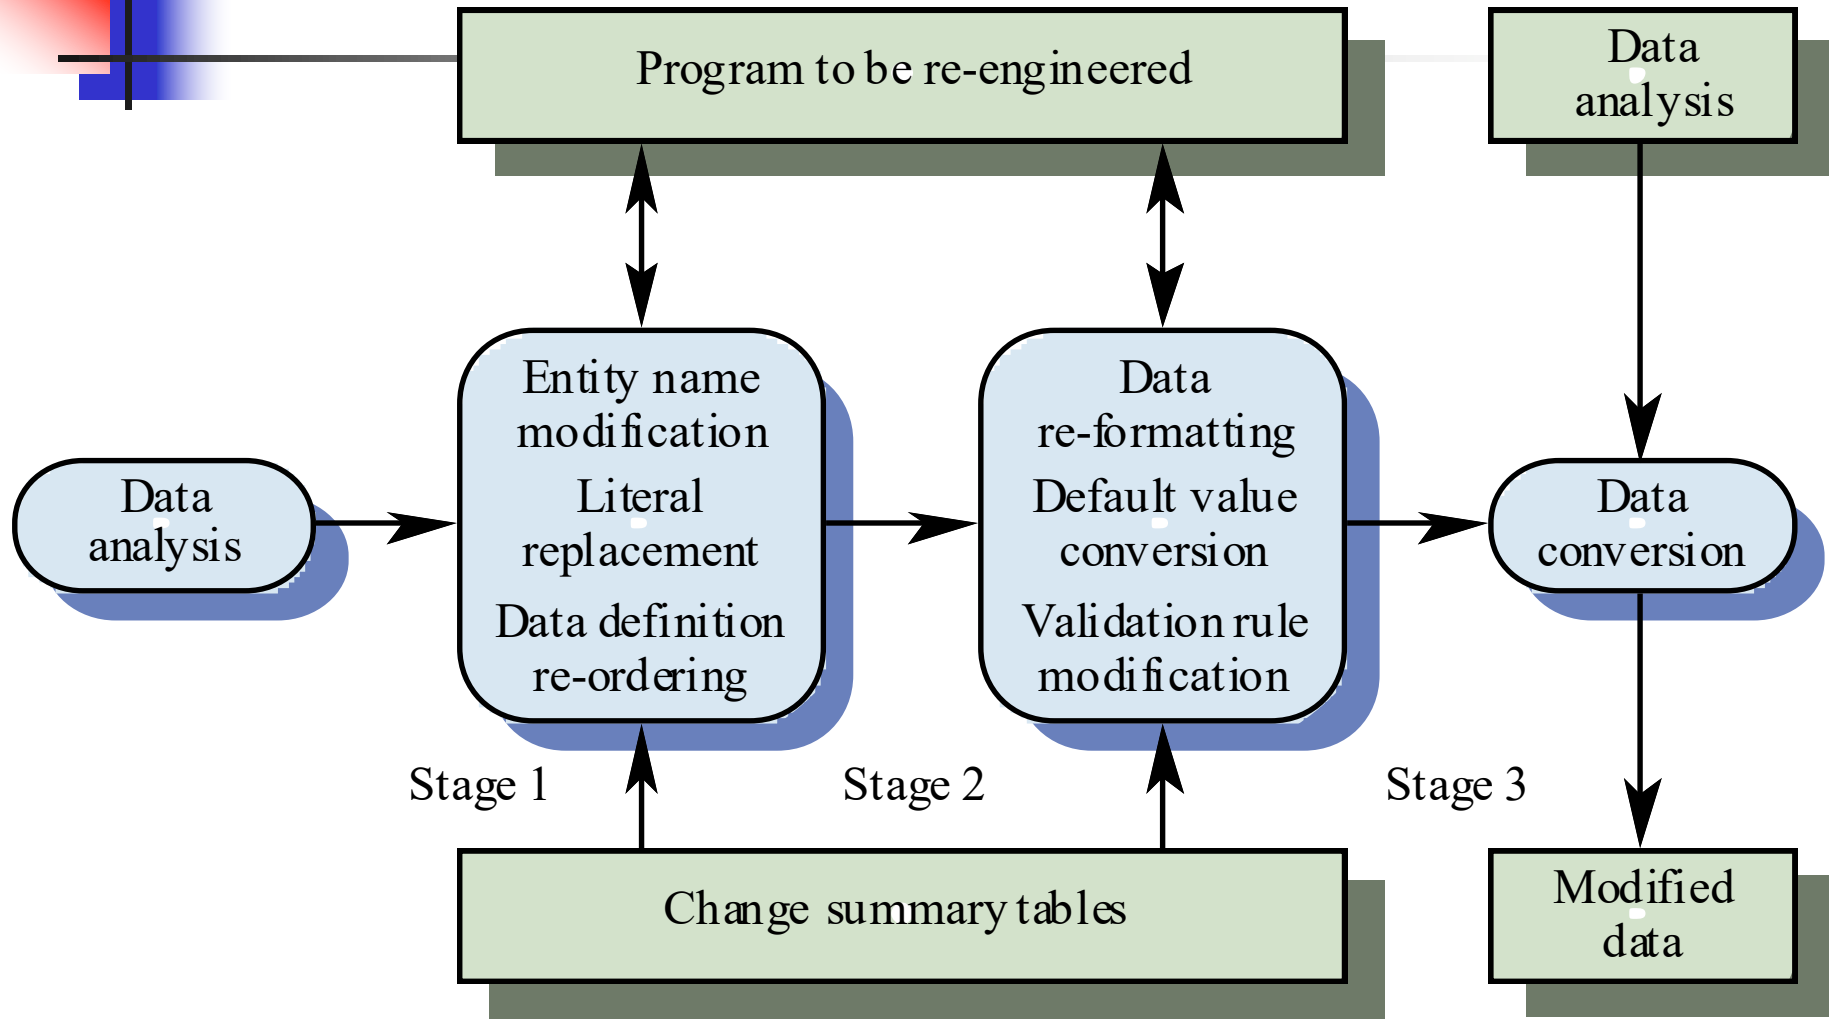 Program to be re-engineered
Data
analysis
Data
analysis
Entity name
modification
Literal
replacement
Data definition
re-ordering
Data
re-formatting
Default value
conversion
Validation rule
modification
Data
conversion
Stage 1
Stage 2
Stage 3
Change summary tables
Modified
data